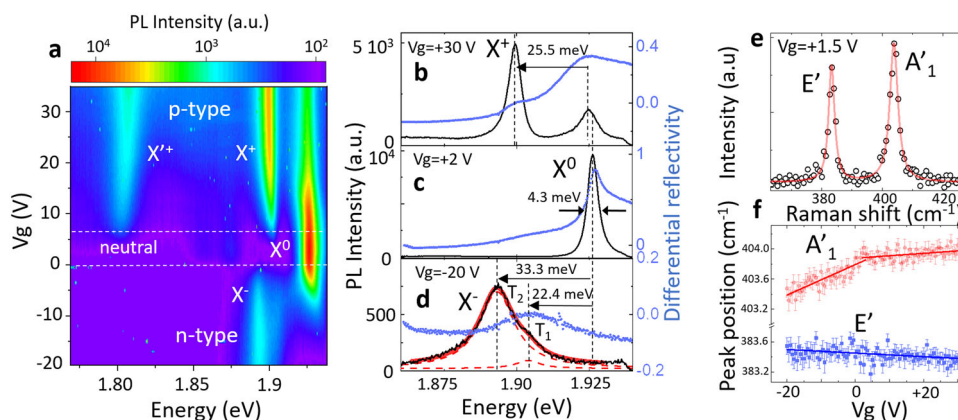 PL Intensity (a.u.)
10⁴ 10³ 10²
a
p-type
X'⁺
X⁺
neutral
X⁰
X⁻
n-type
30
20
10
0
-10
-20
Vg (V)
1.80 1.85 1.9
Energy (eV)
b
Vg=+30 V
X⁺
25.5 meV
5 10³
0
0.4
0.0
c
Vg=+2 V
X⁰
4.3 meV
10⁴
0
1
0
d
Vg=-20 V
X⁻
33.3 meV
22.4 meV
T₂
T₁
500
0
0.2
0.0
-0.2
PL Intensity (a.u.)
Differential reflectivity
1.875 1.90 1.925
Energy (eV)
e
Vg=+1.5 V
E'
A'₁
Intensity (a.u)
380 400 420
Raman shift (cm⁻¹)
f
A'₁
E'
404.0
403.6
403.2
383.6
383.2
Peak position (cm⁻¹)
-20 0 +20
Vg (V)